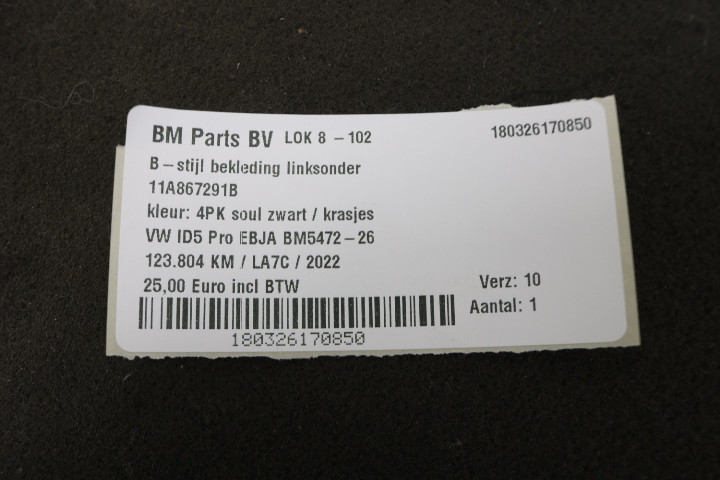 BM Parts BV LOK 8 - 102 180326170850
B-stijl bekleding linksonder
11A867291B
kleur: 4PK soul zwart / krasjes
VW ID5 Pro EBJA BM5472-26
123.804 KM / LA7C / 2022
25,00 Euro incl BTW Verz: 10
Aantal: 1
180326170850